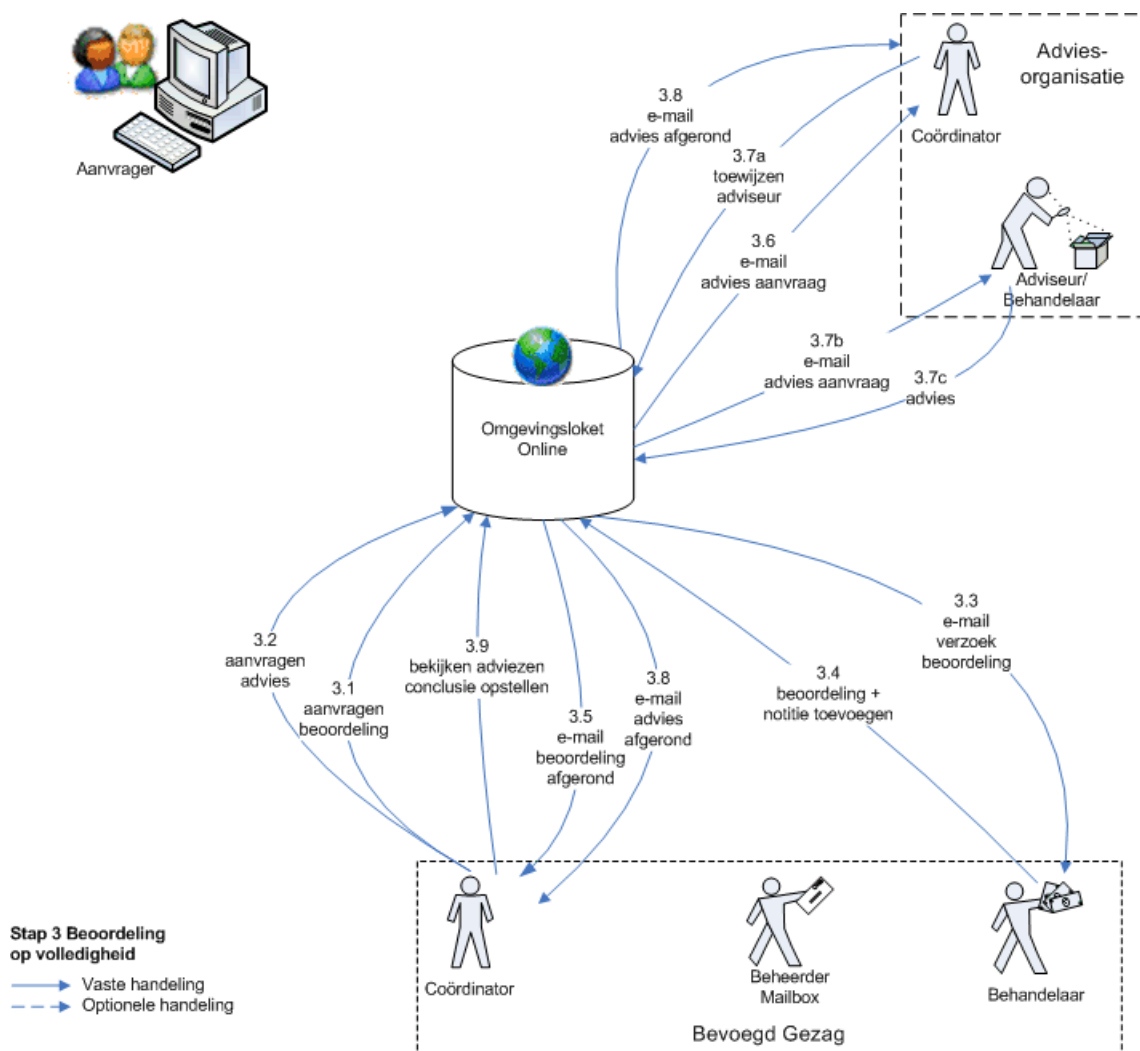 Aanvrager
Advies-
organisatie
Coördinator
Adviseur/
Behandelaar
3.8
e-mail
advies afgerond
3.7a
toewijzen
adviseur
3.6
e-mail
advies aanvraag
3.7b
e-mail
advies aanvraag
3.7c
advies
Omgevingsloket
Online
3.2
aanvragen
advies
3.1
aanvragen
beoordeling
3.9
bekijken adviezen
conclusie opstellen
3.5
e-mail
beoordeling
afgerond
3.8
e-mail
advies
afgerond
3.4
beoordeling +
notitie toevoegen
3.3
e-mail
verzoek
beoordeling
Stap 3 Beoordeling
op volledigheid
Vaste handeling
Optionele handeling
Coördinator
Beheerder
Mailbox
Behandelaar
Bevoegd Gezag